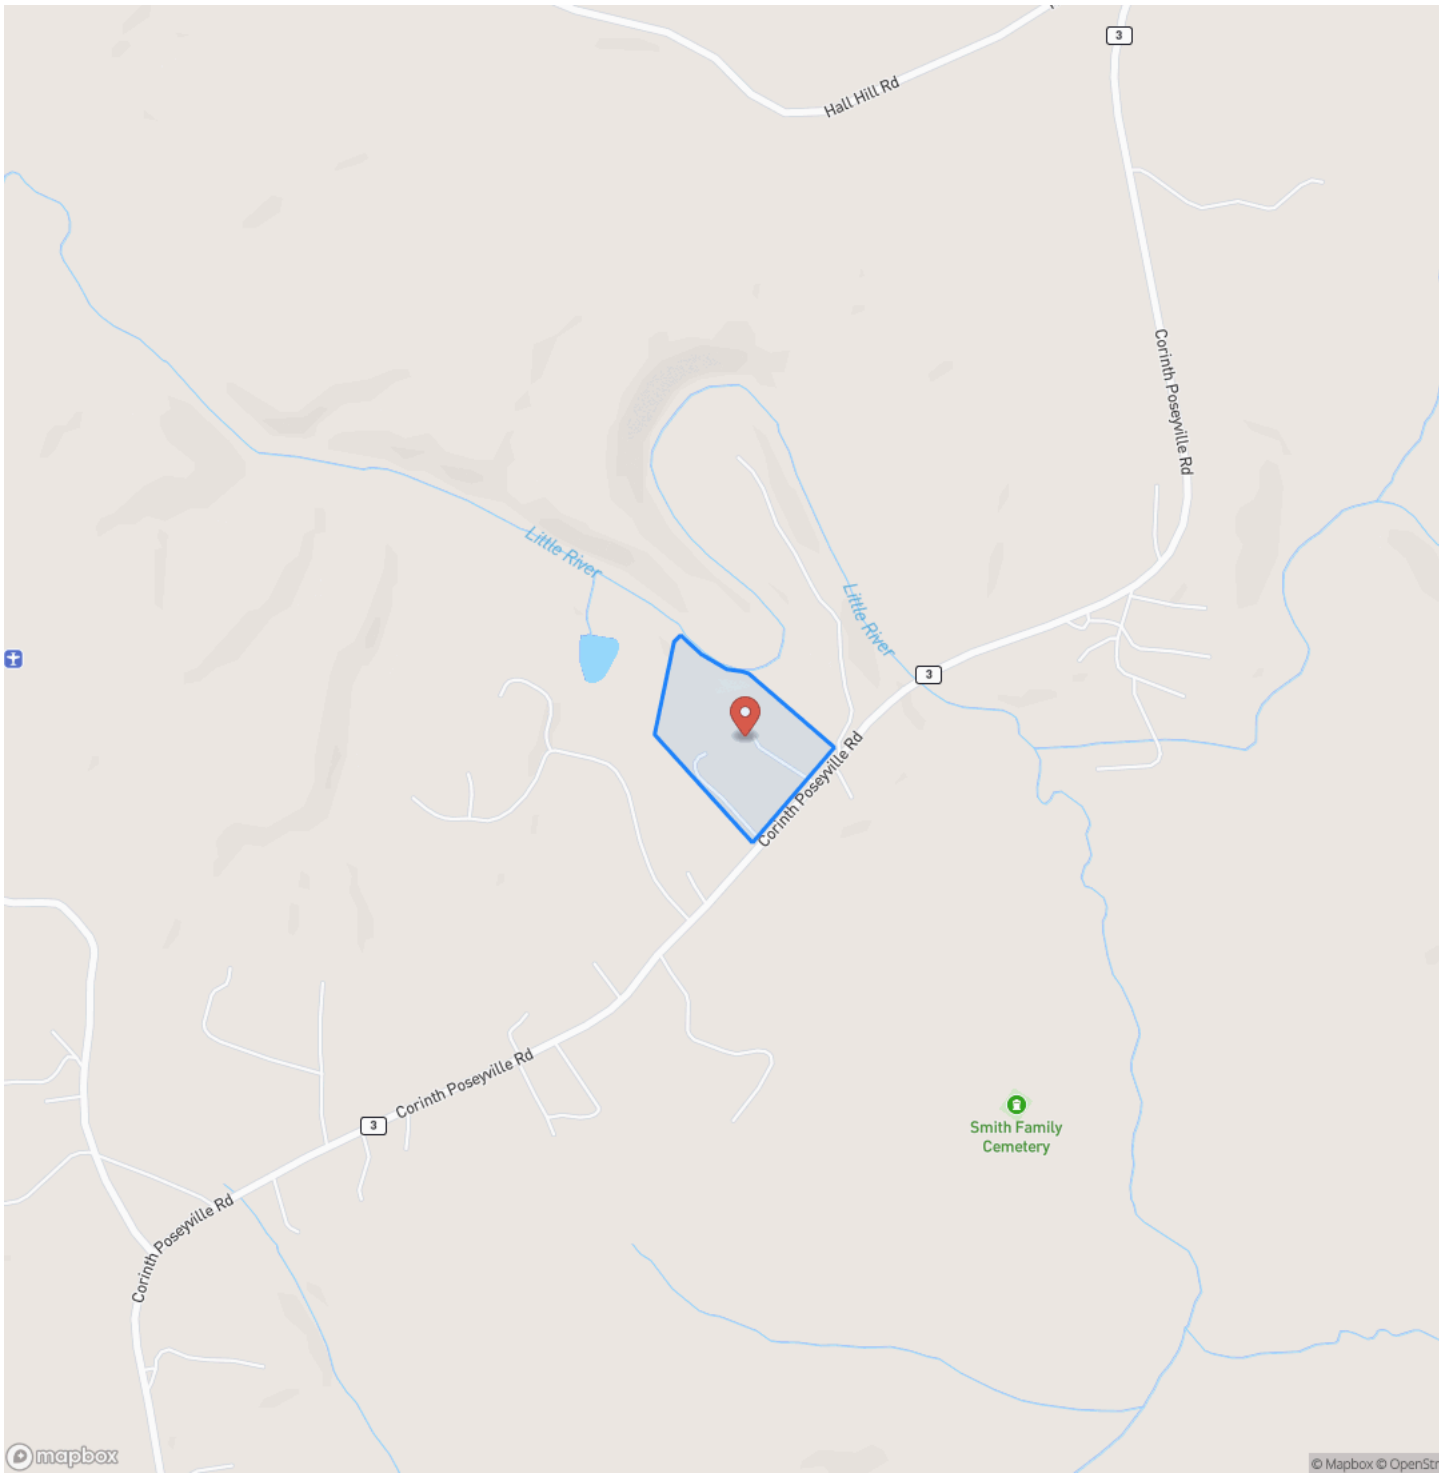 3
Hall Hill Rd
Corinth Poseyville Rd
Little River
Little River
3
Corinth Poseyville Rd
Corinth Poseyville Rd
3
Smith Family
Cemetery
Corinth Poseyville Rd
mapbox
© Mapbox © OpenStr